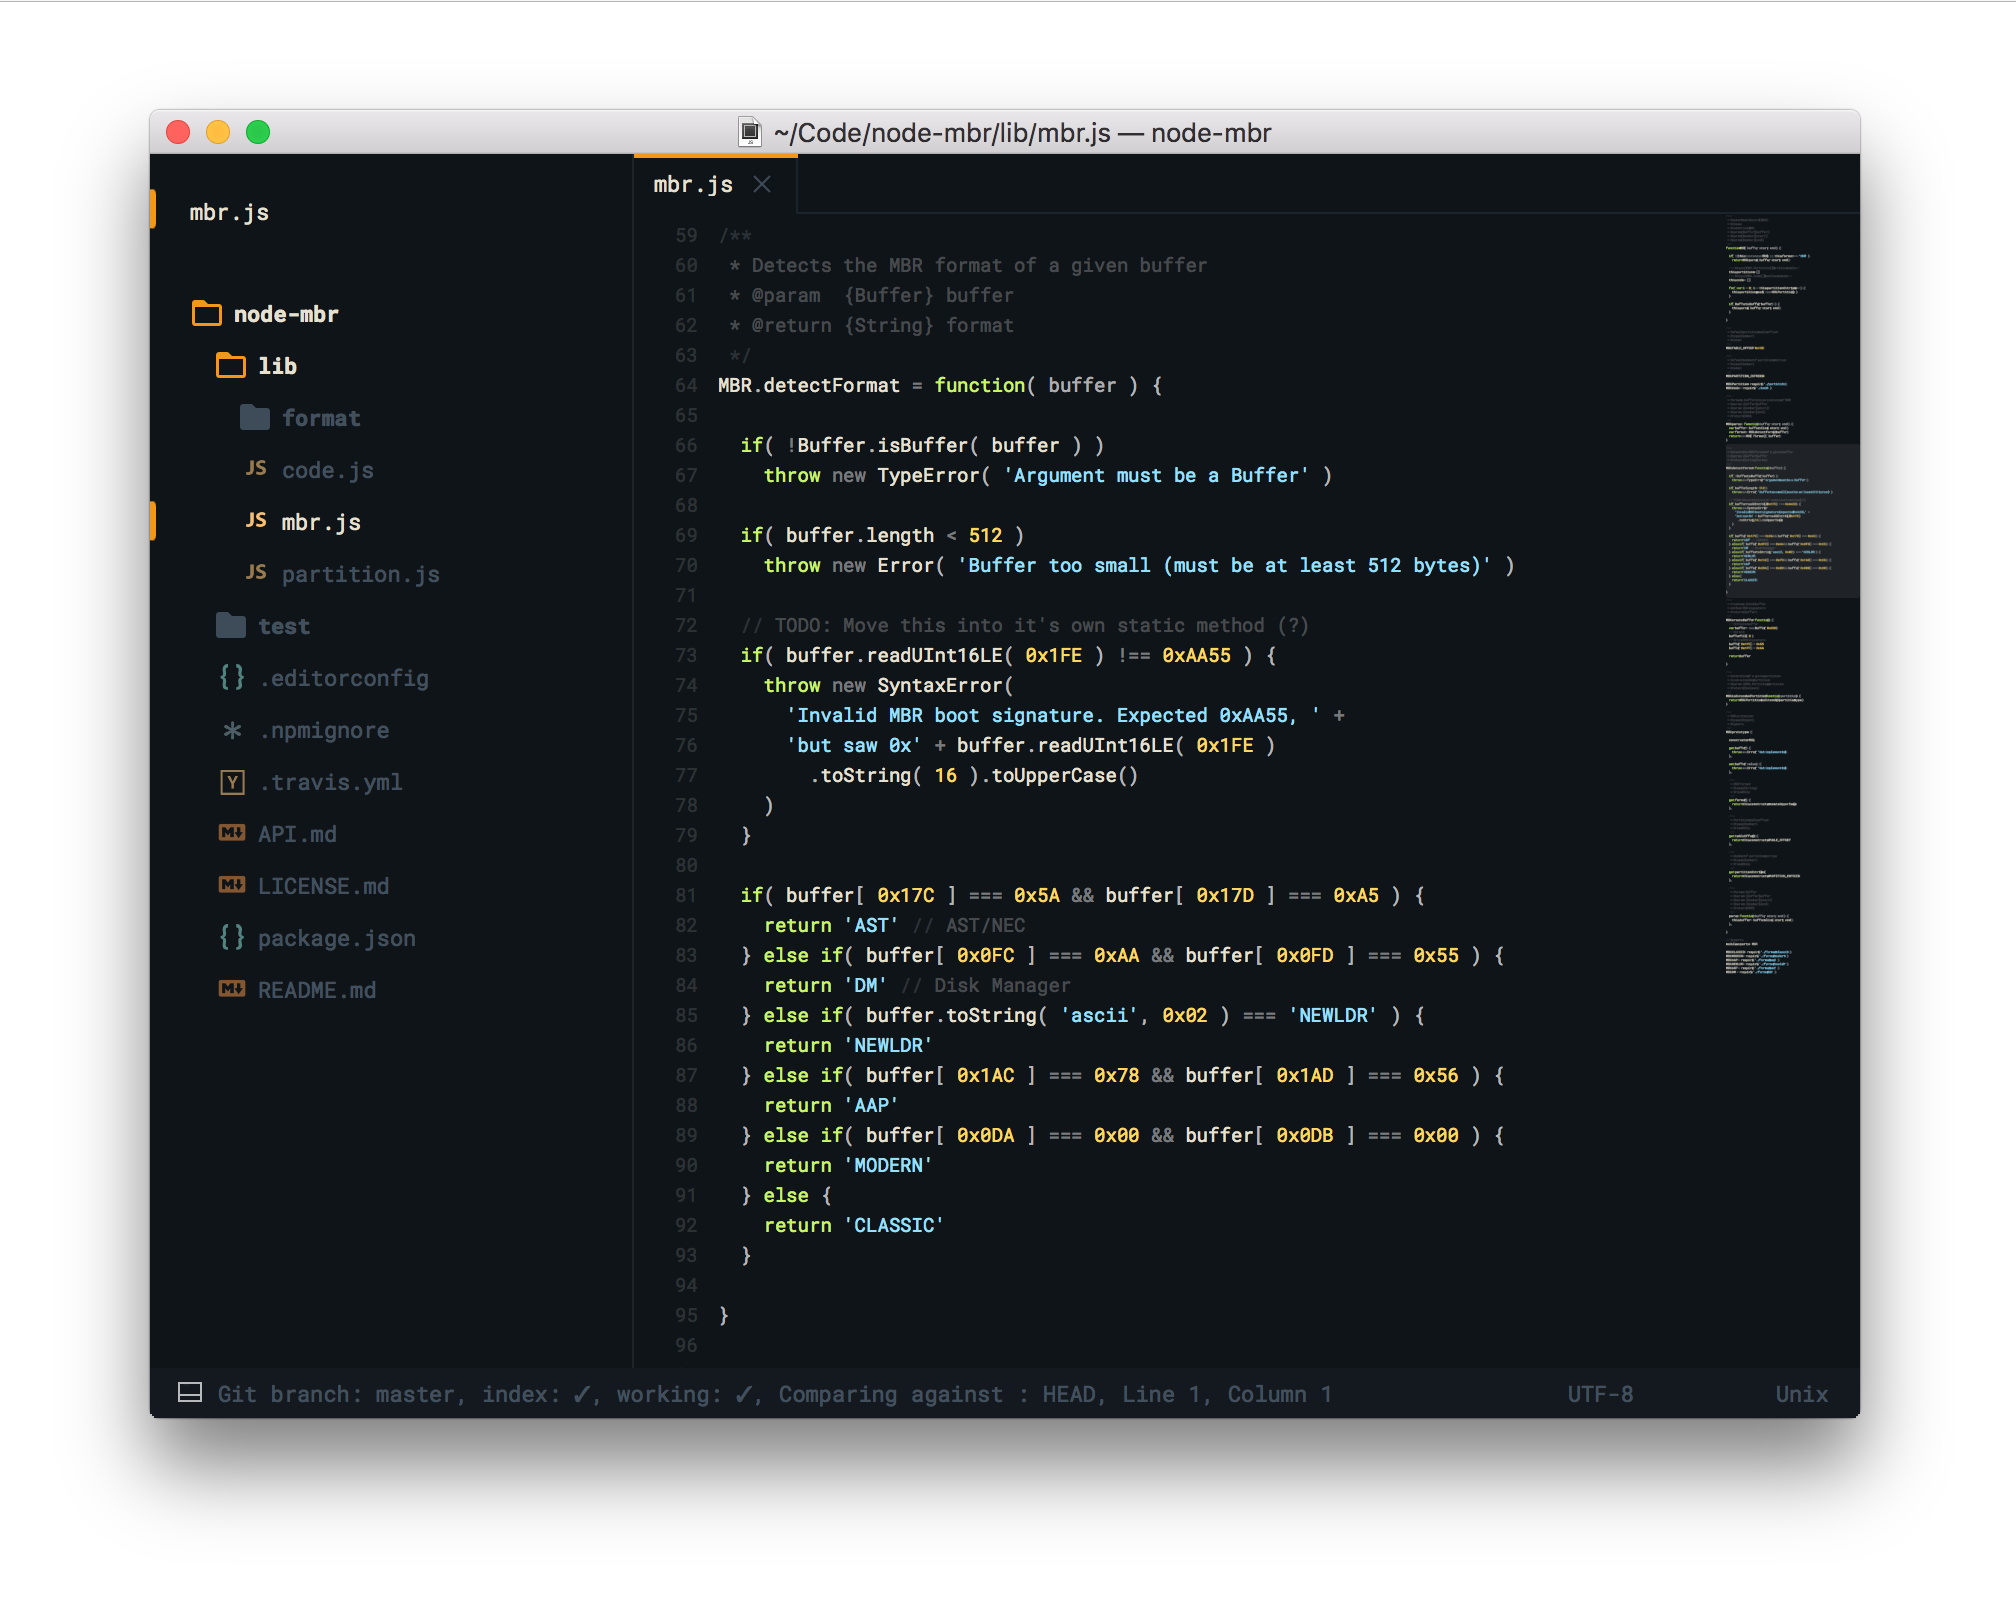 ~/Code/node-mbr/lib/mbr.js — node-mbr
mbr.js
node-mbr
lib
format
JS code.js
JS mbr.js
JS partition.js
test
{} .editorconfig
* .npmignore
Y .travis.yml
M API.md
M LICENSE.md
{} package.json
M README.md
mbr.js
59 /**
60  * Detects the MBR format of a given buffer
61  * @param  {Buffer} buffer
62  * @return {String} format
63  */
64 MBR.detectFormat = function( buffer ) {
65
66   if( !Buffer.isBuffer( buffer ) )
67     throw new TypeError( 'Argument must be a Buffer' )
68
69   if( buffer.length < 512 )
70     throw new Error( 'Buffer too small (must be at least 512 bytes)' )
71
72   // TODO: Move this into it's own static method (?)
73   if( buffer.readUInt16LE( 0x1FE ) !== 0xAA55 ) {
74     throw new SyntaxError(
75       'Invalid MBR boot signature. Expected 0xAA55, ' +
76       'but saw 0x' + buffer.readUInt16LE( 0x1FE )
77         .toString( 16 ).toUpperCase()
78     )
79   }
80
81   if( buffer[ 0x17C ] === 0x5A && buffer[ 0x17D ] === 0xA5 ) {
82     return 'AST' // AST/NEC
83   } else if( buffer[ 0x0FC ] === 0xAA && buffer[ 0x0FD ] === 0x55 ) {
84     return 'DM' // Disk Manager
85   } else if( buffer.toString( 'ascii', 0x02 ) === 'NEWLDR' ) {
86     return 'NEWLDR'
87   } else if( buffer[ 0x1AC ] === 0x78 && buffer[ 0x1AD ] === 0x56 ) {
88     return 'AAP'
89   } else if( buffer[ 0x0DA ] === 0x00 && buffer[ 0x0DB ] === 0x00 ) {
90     return 'MODERN'
91   } else {
92     return 'CLASSIC'
93   }
94
95 }
96
Git branch: master, index: ✓, working: ✓, Comparing against : HEAD, Line 1, Column 1
UTF-8
Unix